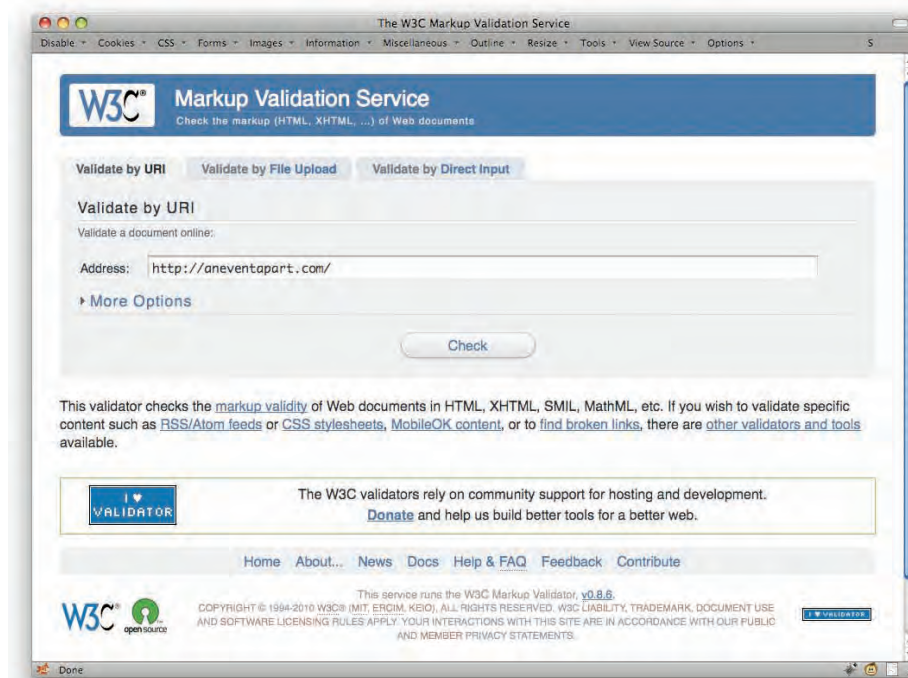 The W3C Markup Validation Service
Disable Cookies CSS Forms Images Information Miscellaneous Outline Resize Tools View Source Options S
W3C® Markup Validation Service
Check the markup (HTML, XHTML, ...) of Web documents
Validate by URI Validate by File Upload Validate by Direct Input
Validate by URI
Validate a document online:
Address: http://aneventapart.com/
More Options
Check
This validator checks the markup validity of Web documents in HTML, XHTML, SMIL, MathML, etc. If you wish to validate specific
content such as RSS/Atom feeds or CSS stylesheets, MobileOK content, or to find broken links, there are other validators and tools
available.
I ♥
VALIDATOR
The W3C validators rely on community support for hosting and development.
Donate and help us build better tools for a better web.
Home About... News Docs Help & FAQ Feedback Contribute
W3C®
open source
This service runs the W3C Markup Validator, v0.8.6.
COPYRIGHT © 1994-2010 W3C® (MIT, ERCIM, KEIO), ALL RIGHTS RESERVED. W3C LIABILITY, TRADEMARK, DOCUMENT USE
AND SOFTWARE LICENSING RULES APPLY. YOUR INTERACTIONS WITH THIS SITE ARE IN ACCORDANCE WITH OUR PUBLIC
AND MEMBER PRIVACY STATEMENTS.
I ♥ VALIDATOR
Done